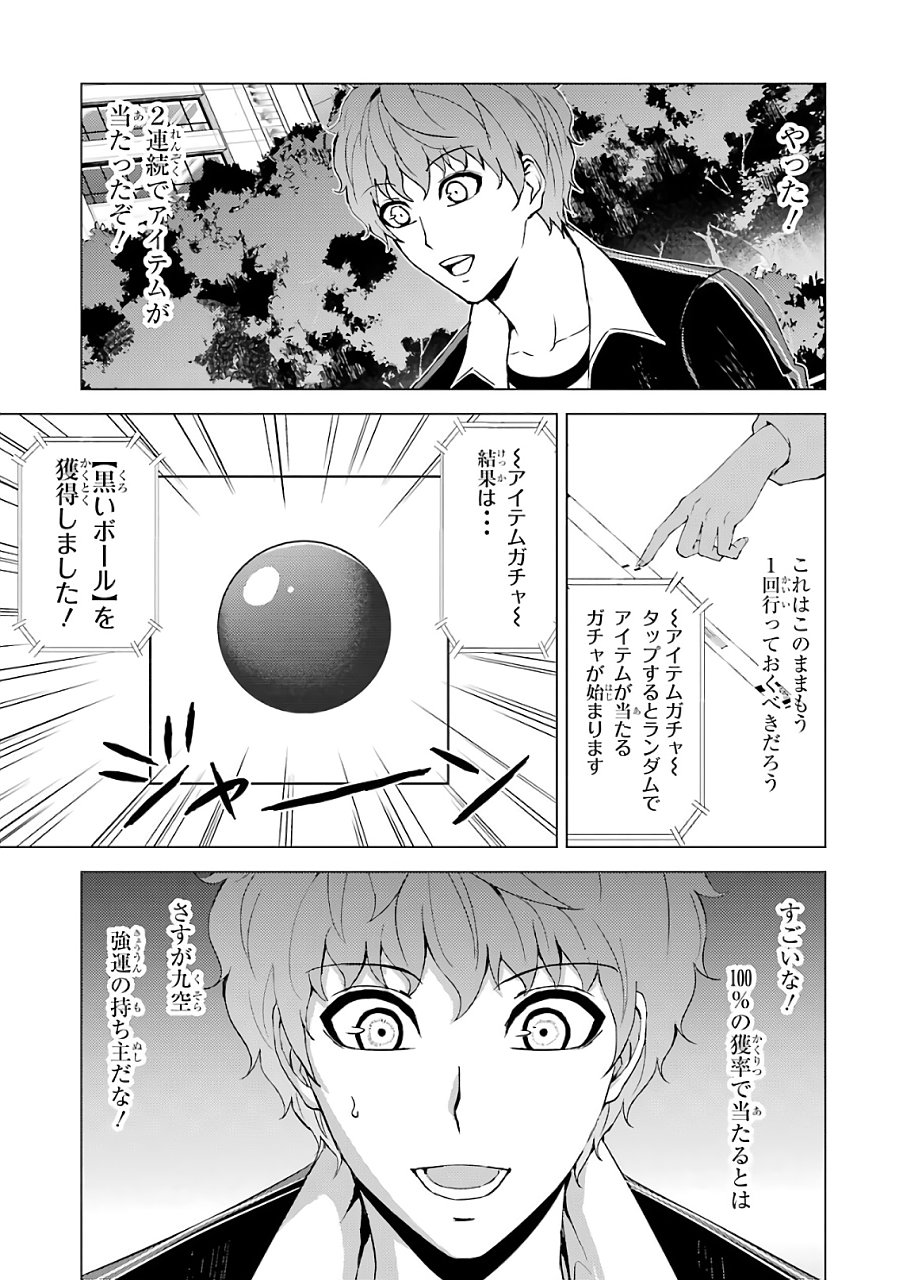 やった！
２連続でアイテムが
当たったぞ！
これはこのままもう
１回行っておくべきだろう
～アイテムガチャ～
タップするとランダムで
アイテムが当たる
ガチャが始まります
～アイテムガチャ～
結果は・・・
【黒いボール】を
獲得しました！
ジャーン
すごいな！
100％の獲率で当たるとは
さすが九空
強運の持ち主だな！